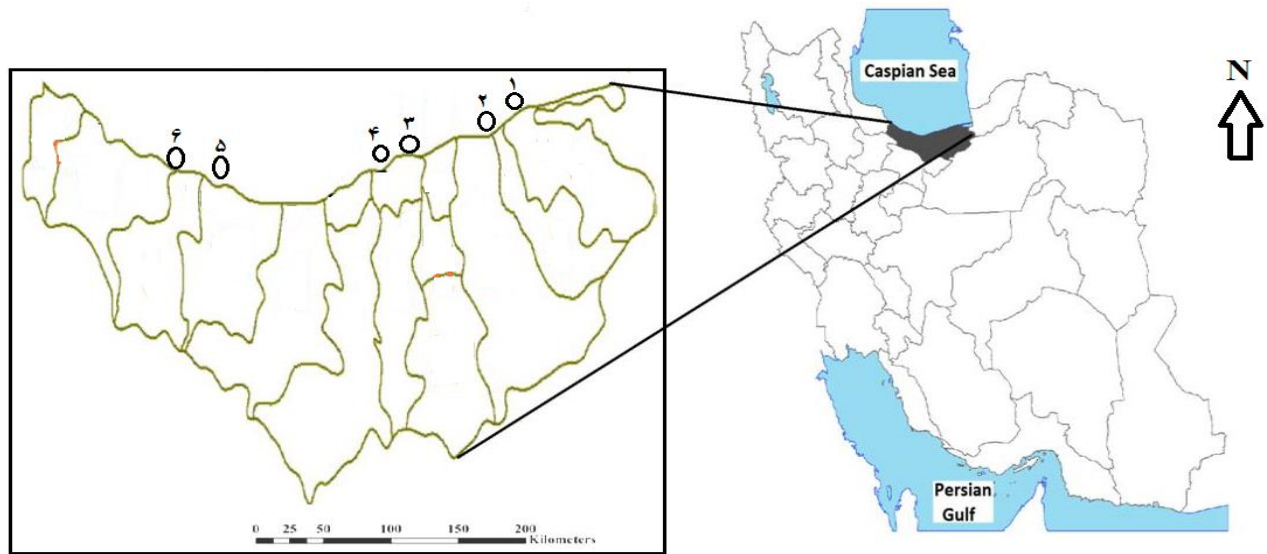 Caspian Sea
N
۱
۲
۳
۴
۵
۶
Persian
Gulf
0 25 50 100 150 200
Kilometers